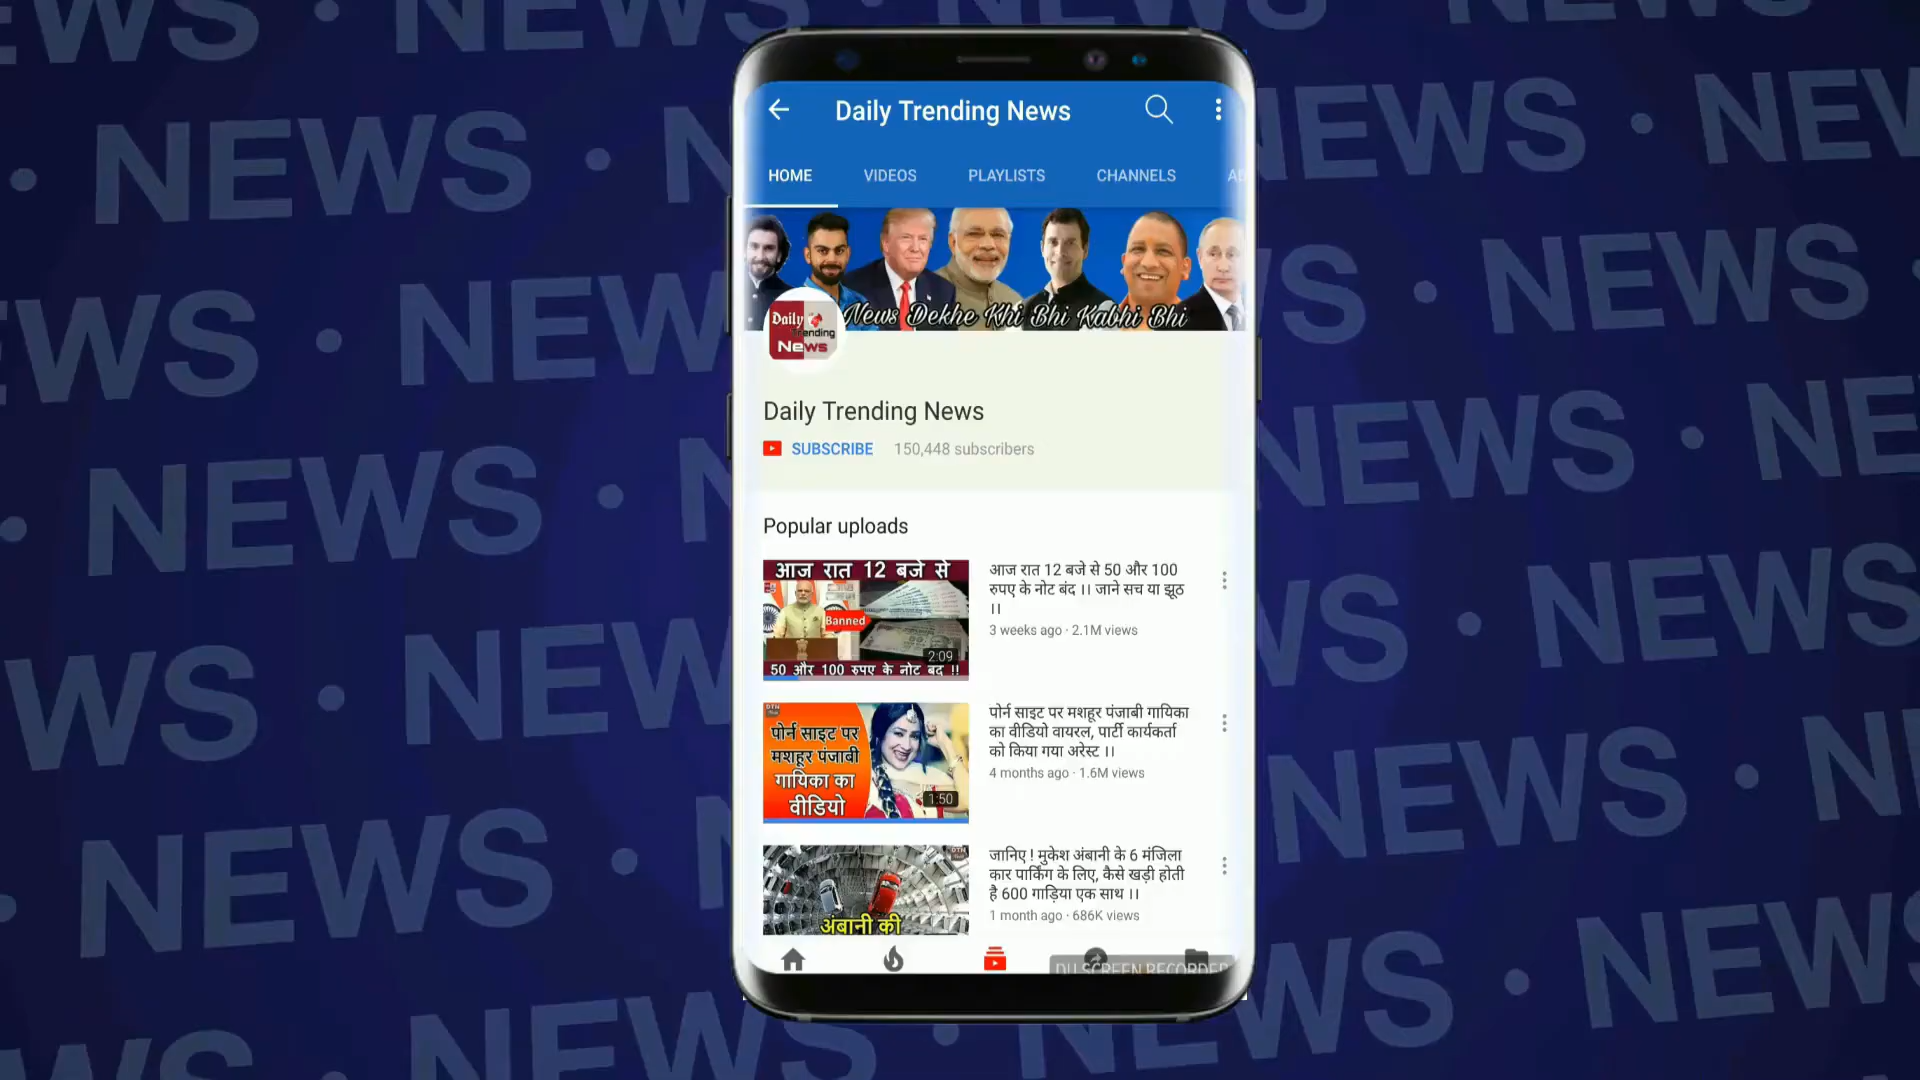 NEWS • NEWS
Daily Trending News
HOME VIDEOS PLAYLISTS CHANNELS
News Dekhe Khi Bhi Kabhi Bhi
Daily
Trending
News
Daily Trending News
SUBSCRIBE 150,448 subscribers
Popular uploads
आज रात 12 बजे से
Banned
2:09
50 और 100 रुपए के नोट बंद !!
आज रात 12 बजे से 50 और 100
रुपए के नोट बंद ।। जाने सच या झूठ
।।
3 weeks ago · 2.1M views
DTN
पोर्न साइट पर
मशहूर पंजाबी
गायिका का
वीडियो
1:50
पोर्न साइट पर मशहूर पंजाबी गायिका
का वीडियो वायरल, पार्टी कार्यकर्ता
को किया गया अरेस्ट ।।
4 months ago · 1.6M views
DTN
अंबानी की
जानिए ! मुकेश अंबानी के 6 मंजिला
कार पार्किंग के लिए, कैसे खड़ी होती
है 600 गाड़िया एक साथ ।।
1 month ago · 686K views
DU SCREEN RECORDER